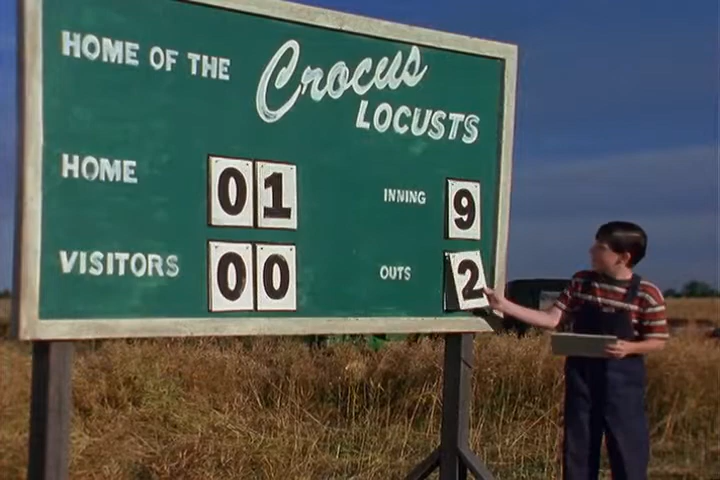 HOME OF THE Crocus
LOCUSTS
HOME 01 INNING 9
VISITORS 00 OUTS 2